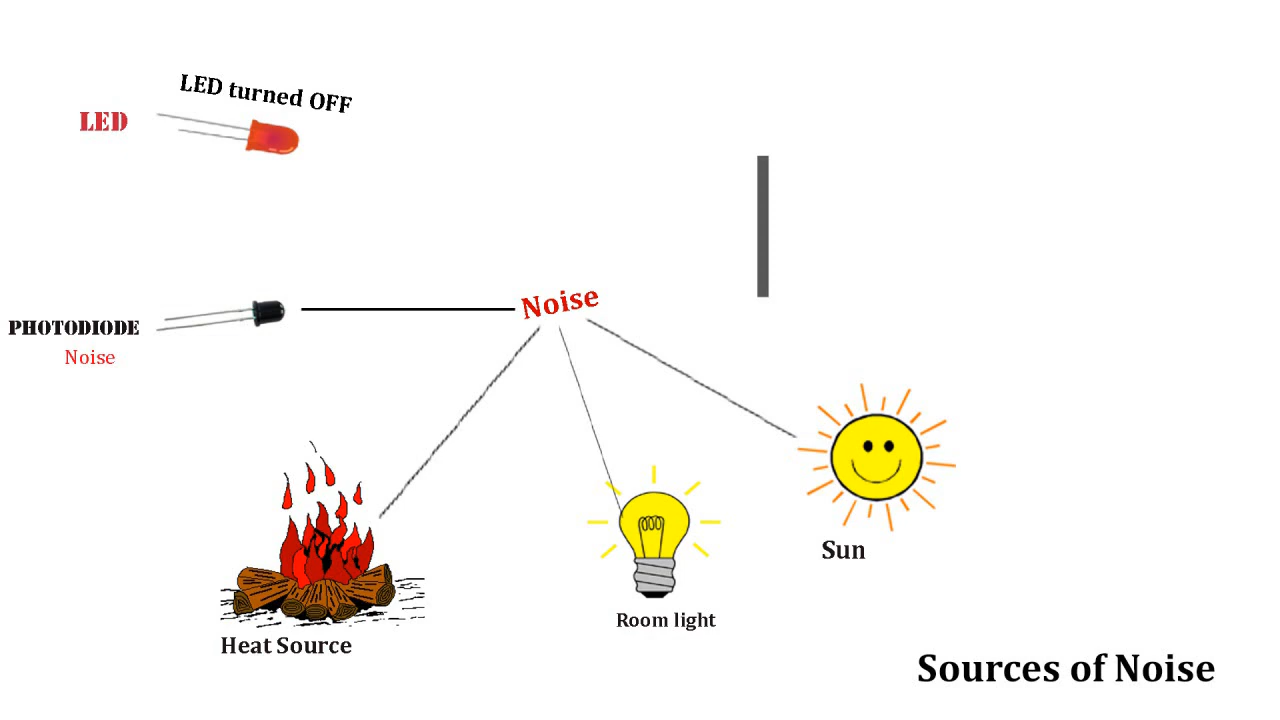 LED turned OFF
LED
Noise
PHOTODIODE
Noise
Sun
Room light
Heat Source
Sources of Noise